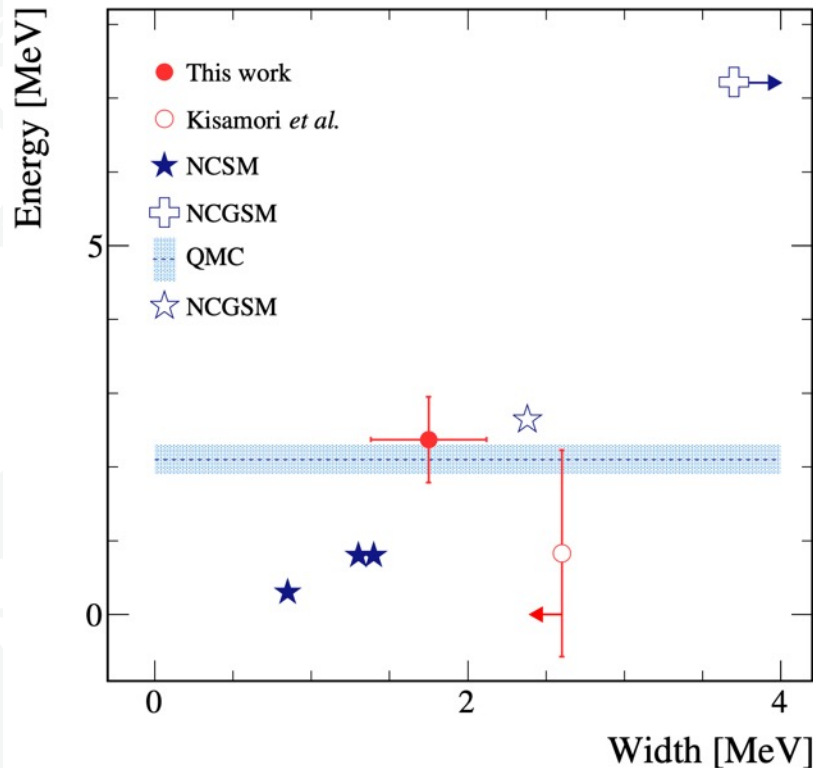 Energy [MeV]
This work
Kisamori et al.
NCSM
NCGSM
QMC
NCGSM
5
0
0
2
4
Width [MeV]